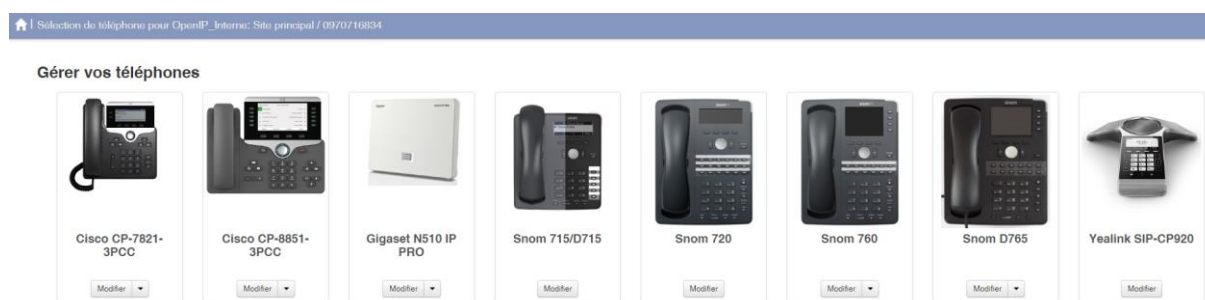 Sélection de téléphone pour OpenIP_Interne: Site principal / 0970716834
Gérer vos téléphones
Cisco CP-7821-
3PCC
Cisco CP-8851-
3PCC
Gigaset N510 IP
PRO
Snom 715/D715
Snom 720
Snom 760
Snom D765
Yealink SIP-CP920
Modifier
Modifier
Modifier
Modifier
Modifier
Modifier
Modifier
Modifier